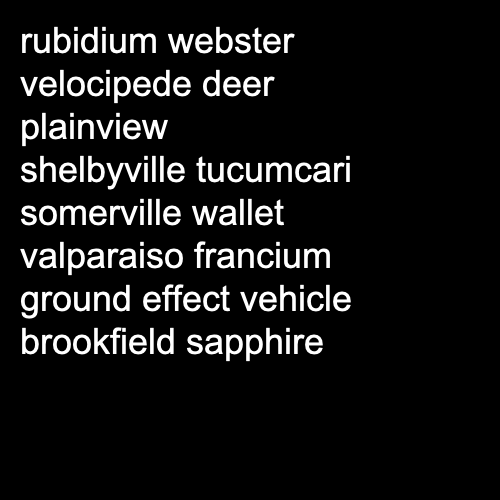 rubidium webster
velocipede deer
plainview
shelbyville tucumcari
somerville wallet
valparaiso francium
ground effect vehicle
brookfield sapphire